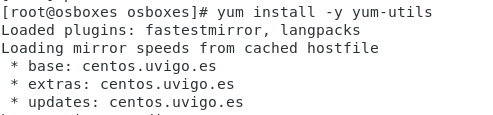 [root@osboxes osboxes]# yum install -y yum-utils
Loaded plugins: fastestmirror, langpacks
Loading mirror speeds from cached hostfile
 * base: centos.uvigo.es
 * extras: centos.uvigo.es
 * updates: centos.uvigo.es